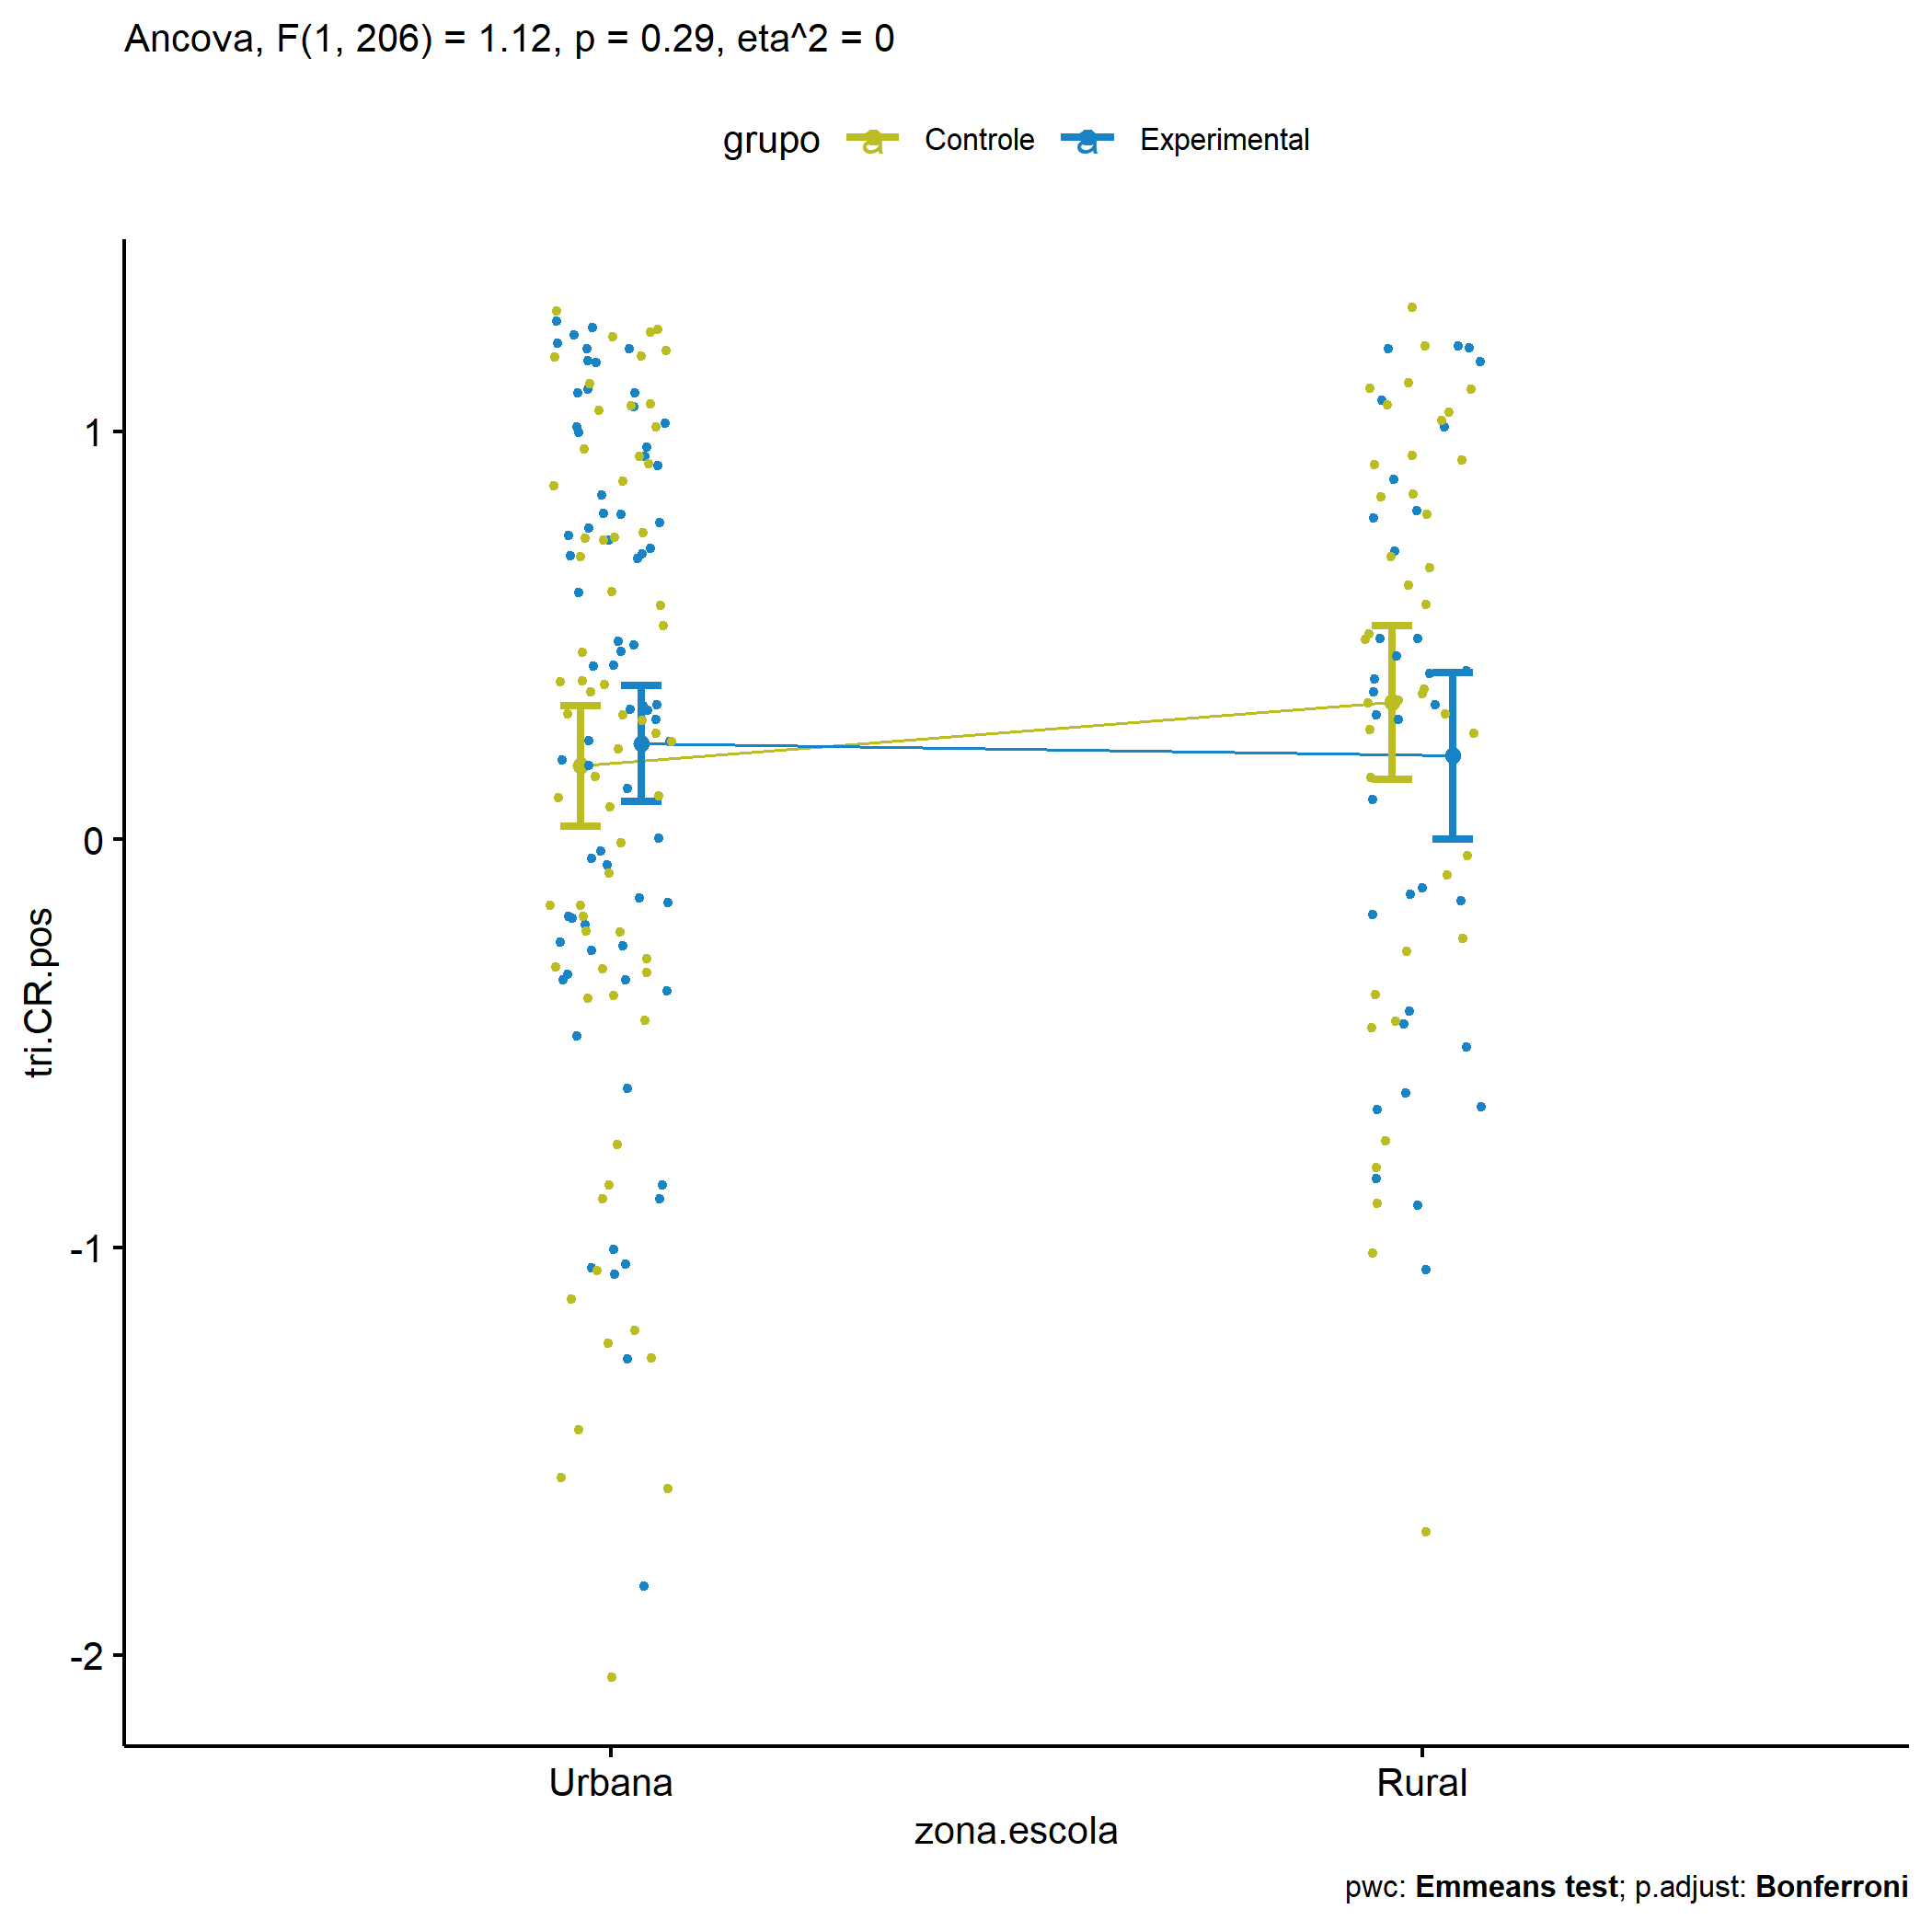 Ancova, F(1, 206) = 1.12, p = 0.29, eta^2 = 0
grupo a Controle a Experimental
1
0
-1
-2
tri.CR.pos
Urbana Rural
zona.escola
pwc: Emmeans test; p.adjust: Bonferroni